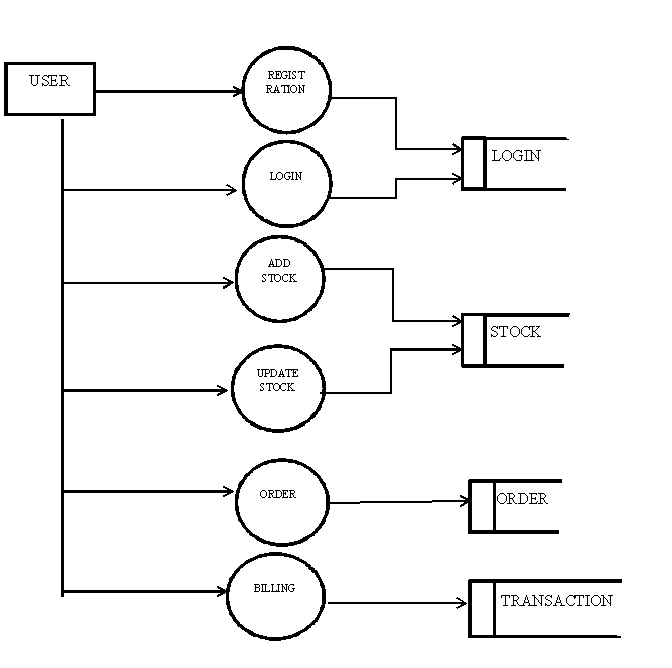 USER
REGIST
RATION
LOGIN
LOGIN
ADD
STOCK
STOCK
UPDATE
STOCK
ORDER
ORDER
BILLING
TRANSACTION